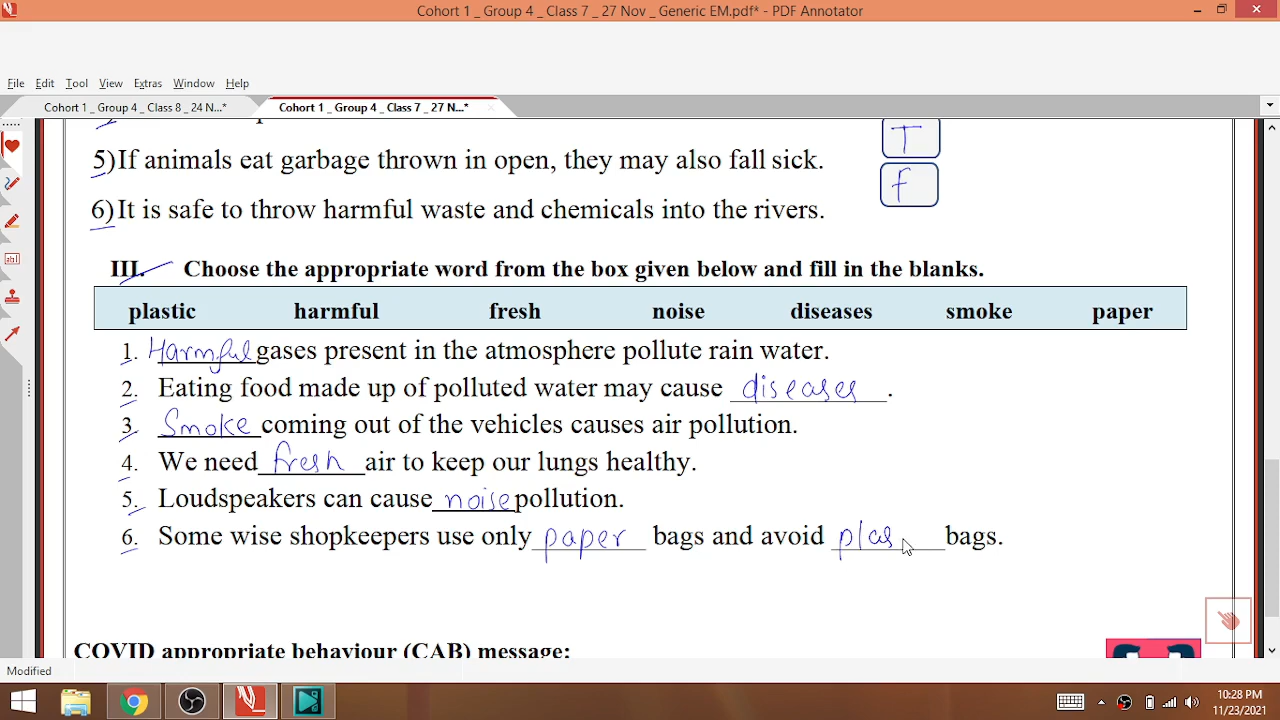 Cohort 1 _ Group 4 _ Class 7 _ 27 Nov _ Generic EM.pdf* - PDF Annotator
File Edit Tool View Extras Window Help
Cohort 1 _ Group 4 _ Class 8 _ 24 N...* Cohort 1 _ Group 4 _ Class 7 _ 27 N...*
T
5) If animals eat garbage thrown in open, they may also fall sick.
f
6) It is safe to throw harmful waste and chemicals into the rivers.
III. Choose the appropriate word from the box given below and fill in the blanks.
plastic harmful fresh noise diseases smoke paper
1. Harmful gases present in the atmosphere pollute rain water.
2. Eating food made up of polluted water may cause diseases.
3. Smoke coming out of the vehicles causes air pollution.
4. We need fresh air to keep our lungs healthy.
5. Loudspeakers can cause noise pollution.
6. Some wise shopkeepers use only paper bags and avoid plas bags.
COVID appropriate behaviour (CAB) message:
Modified
10:28 PM
11/23/2021